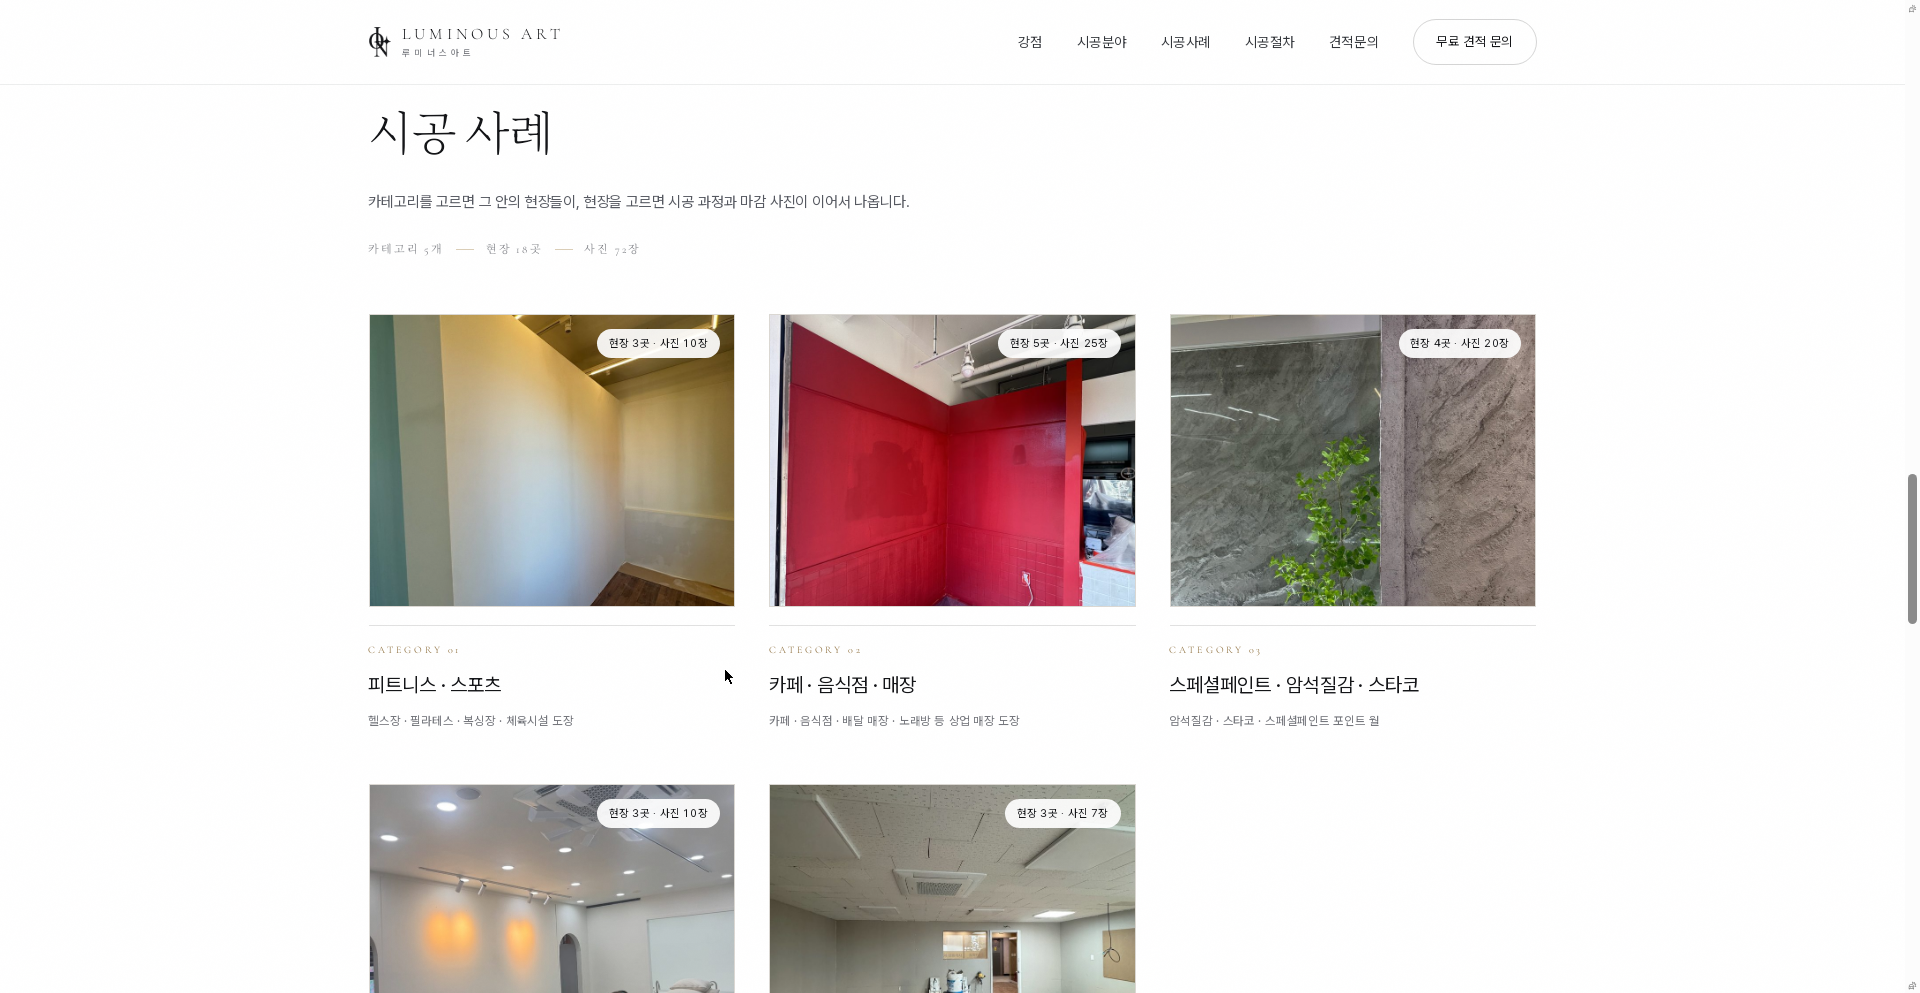 LUMINOUS ART
루미너스아트
강점
시공분야
시공사례
시공절차
견적문의
무료 견적 문의
시공 사례
카테고리를 고르면 그 안의 현장들이, 현장을 고르면 시공 과정과 마감 사진이 이어서 나옵니다.
카테고리 5개 — 현장 18곳 — 사진 72장
현장 3곳 · 사진 10장
현장 5곳 · 사진 25장
현장 4곳 · 사진 20장
CATEGORY 01
CATEGORY 02
CATEGORY 03
피트니스 · 스포츠
카페 · 음식점 · 매장
스페셜페인트 · 암석질감 · 스타코
헬스장 · 필라테스 · 복싱장 · 체육시설 도장
카페 · 음식점 · 배달 매장 · 노래방 등 상업 매장 도장
암석질감 · 스타코 · 스페셜페인트 포인트 월
현장 3곳 · 사진 10장
현장 3곳 · 사진 7장